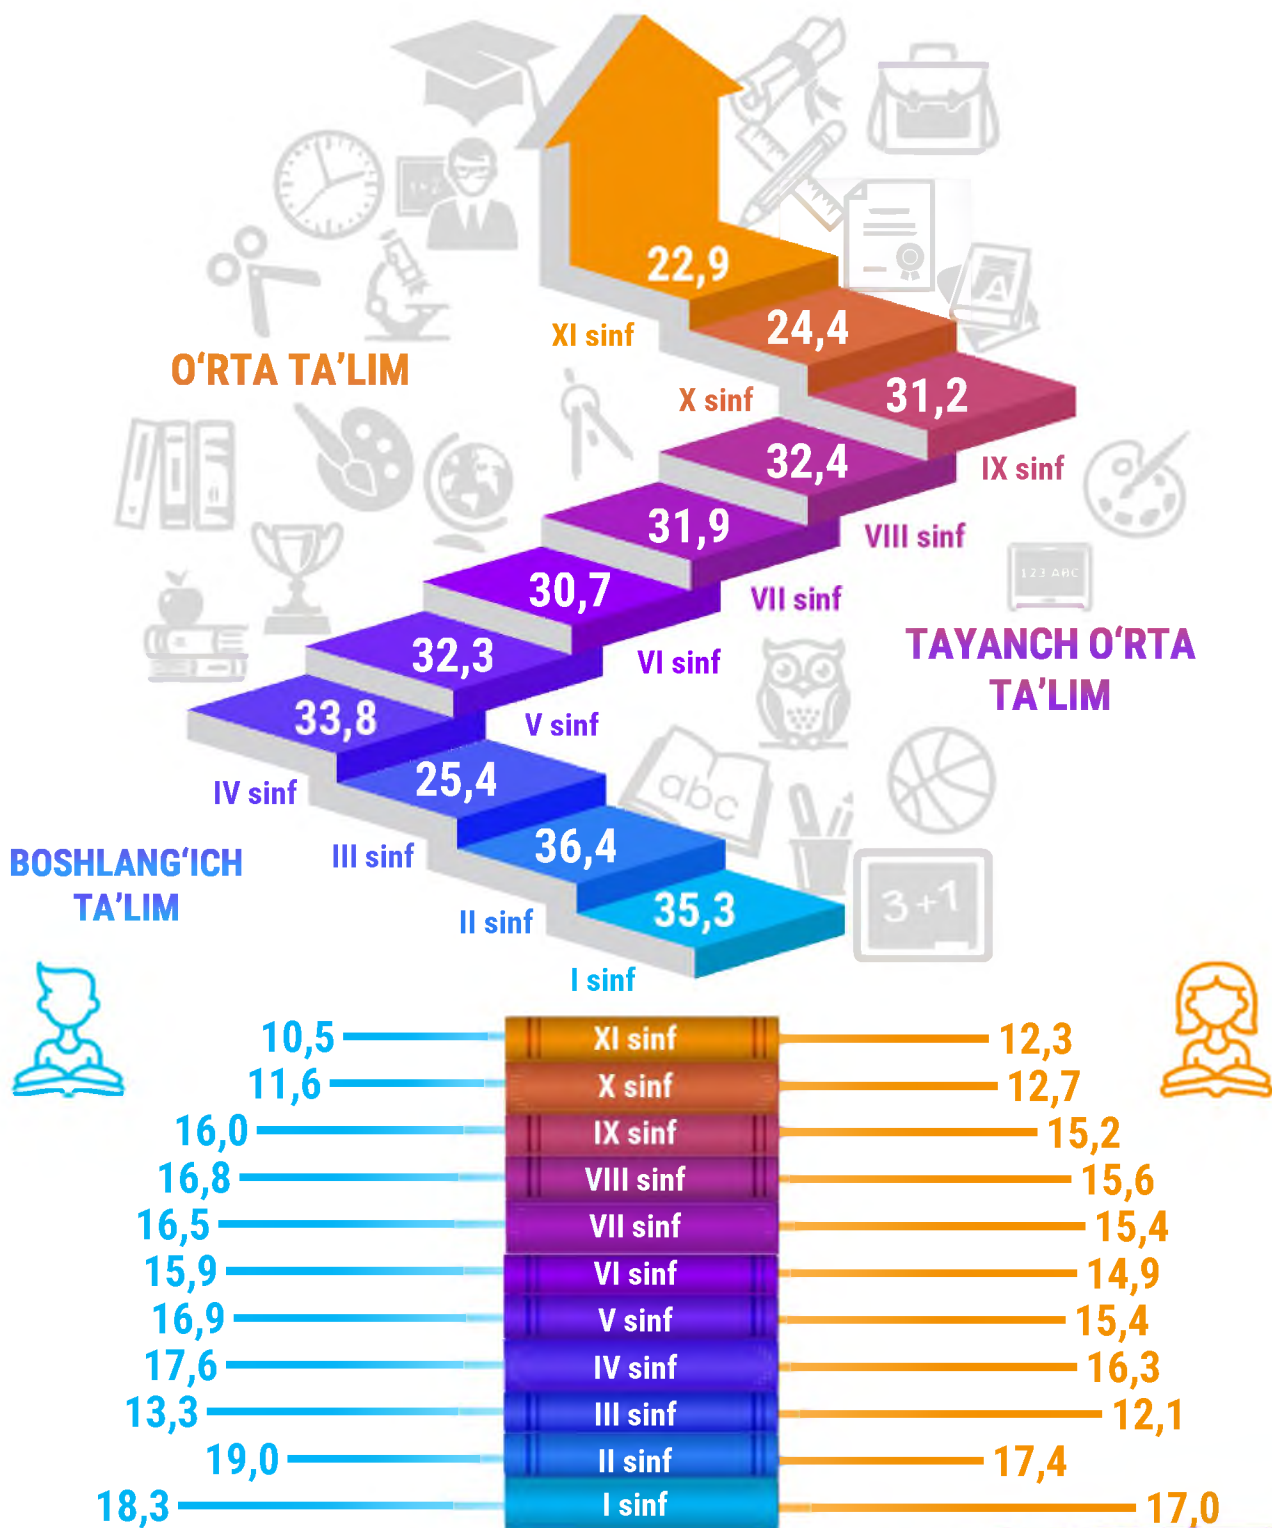 22,9
XI sinf
24,4
O‘RTA TA’LIM
X sinf
31,2
32,4
IX sinf
31,9
VIII sinf
123 ABC
30,7
VII sinf
32,3
VI sinf
TAYANCH O‘RTA
TA’LIM
33,8
V sinf
25,4
IV sinf
abc
36,4
III sinf
BOSHLANG‘ICH
TA’LIM
35,3
3+1
II sinf
I sinf
A
10,5 XI sinf 12,3
11,6 X sinf 12,7
16,0 IX sinf 15,2
16,8 VIII sinf 15,6
16,5 VII sinf 15,4
15,9 VI sinf 14,9
16,9 V sinf 15,4
17,6 IV sinf 16,3
13,3 III sinf 12,1
19,0 II sinf 17,4
18,3 I sinf 17,0